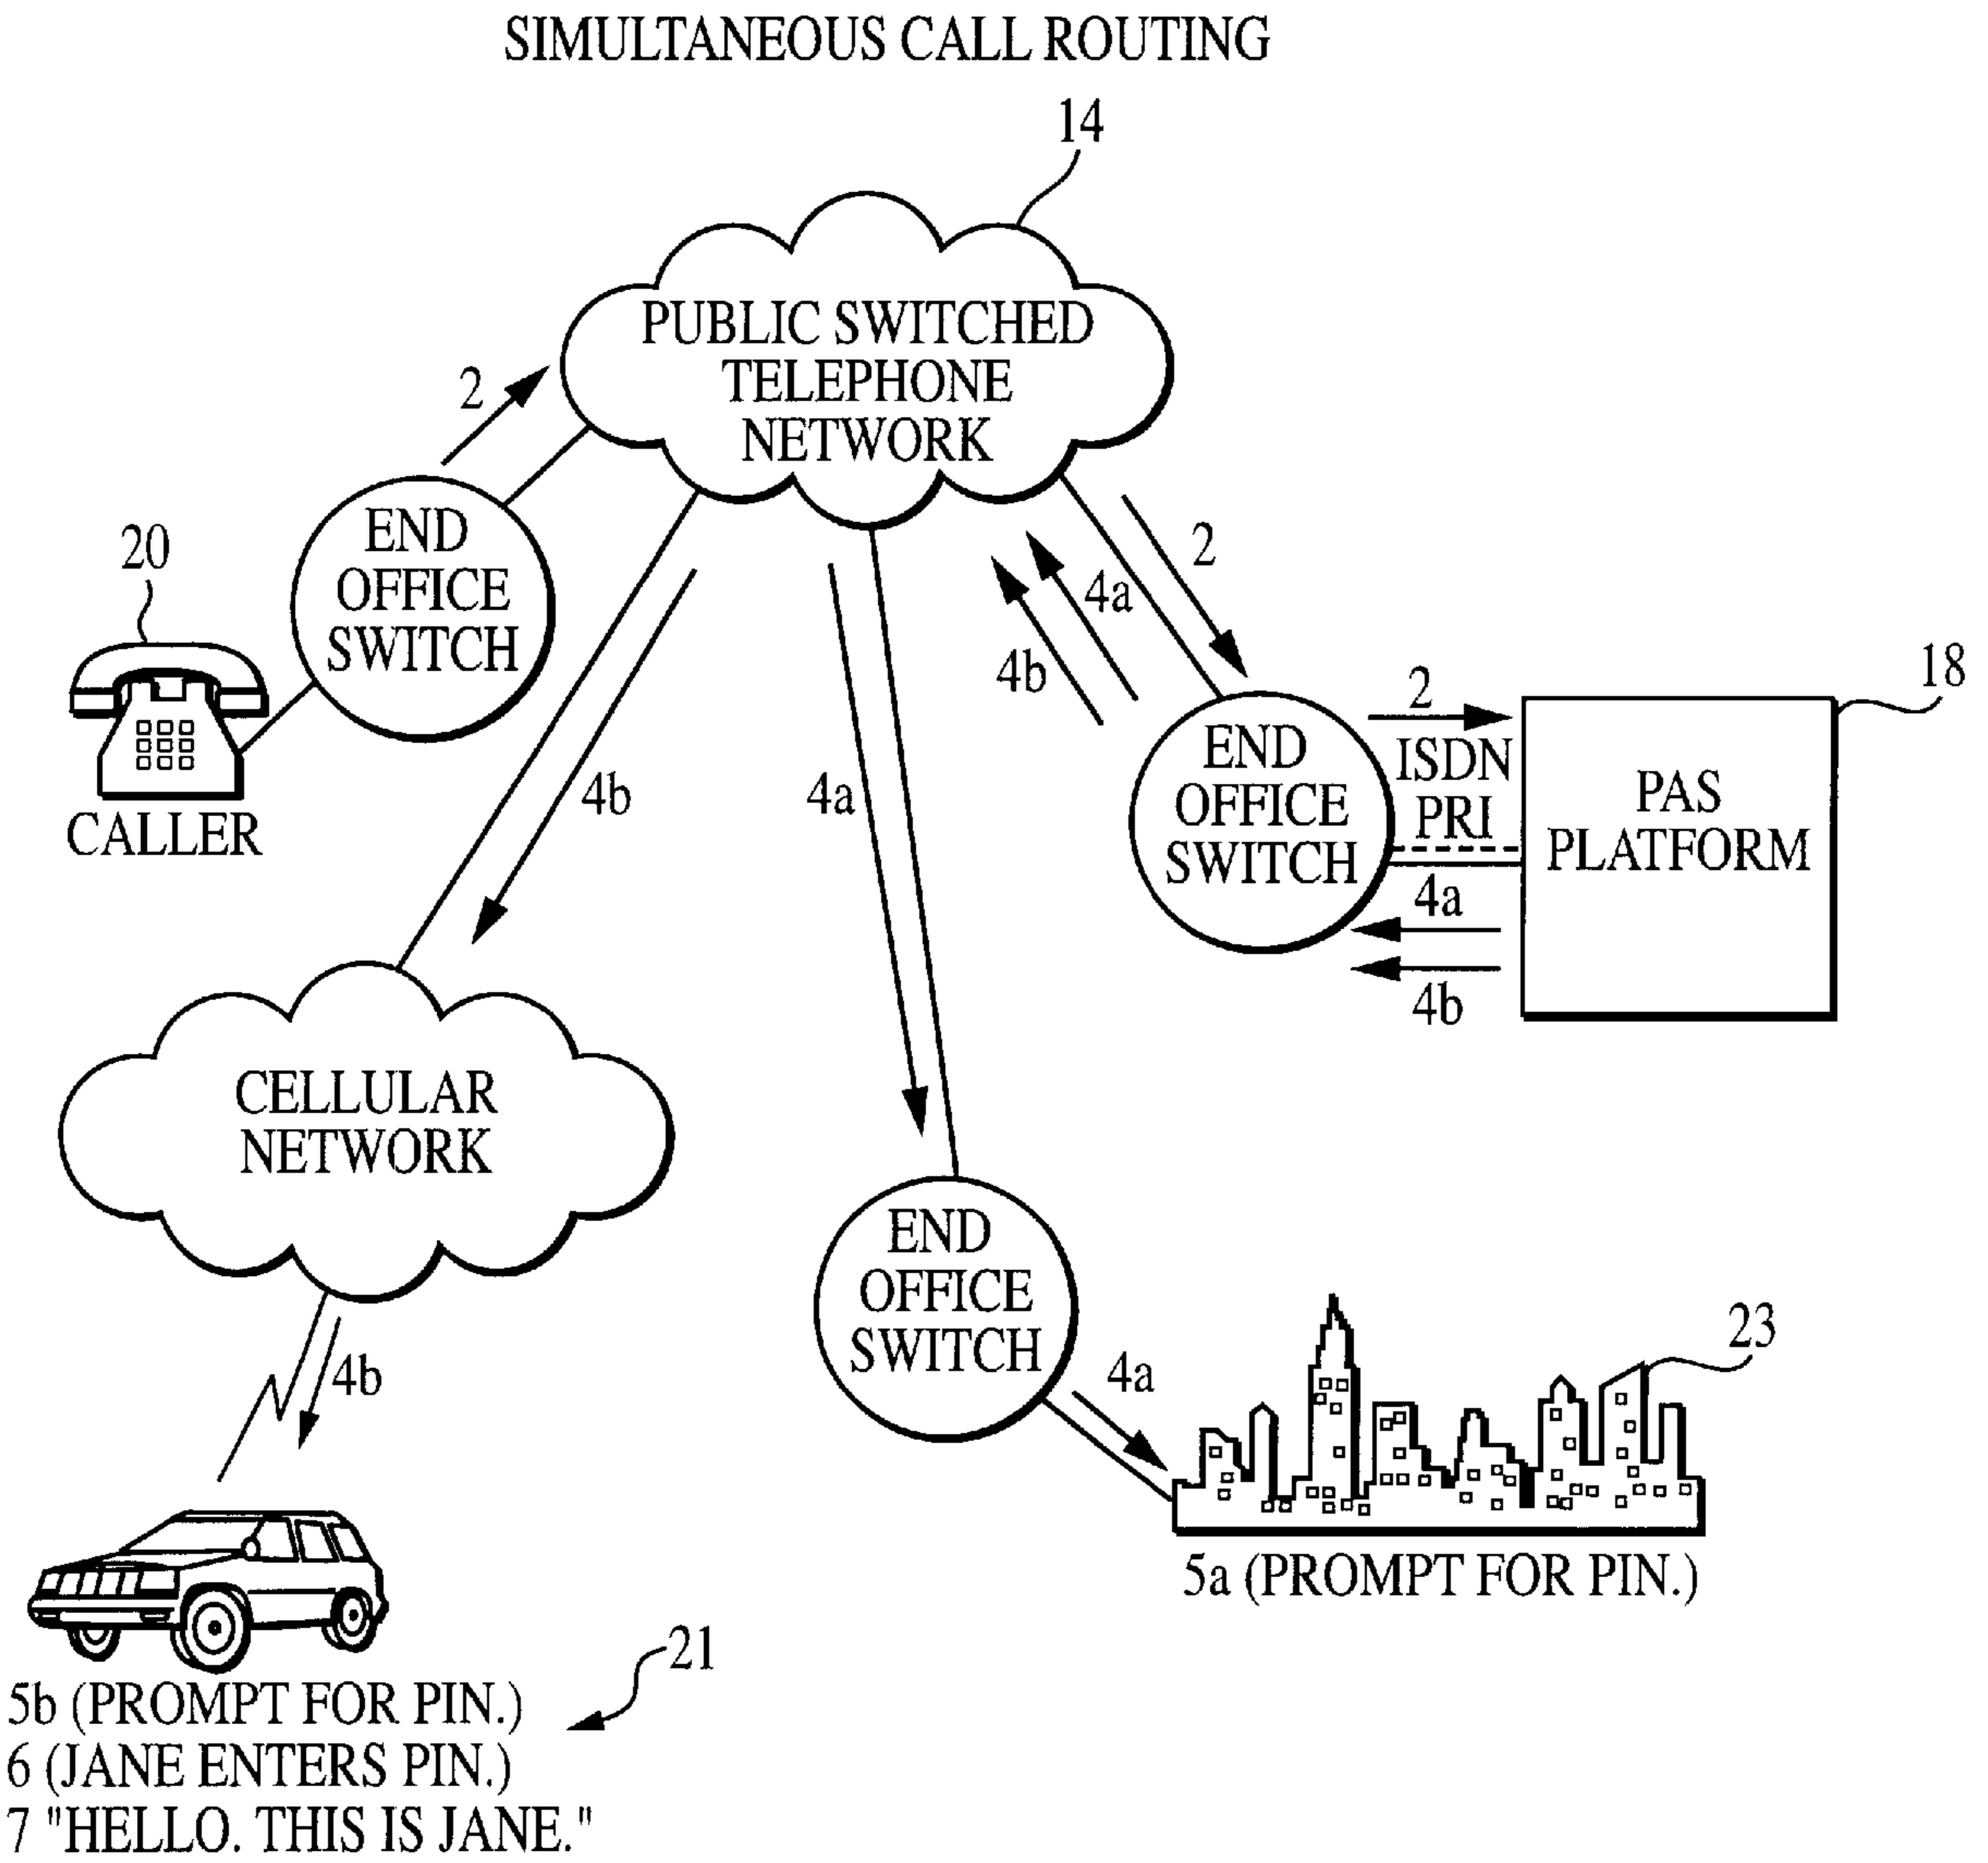 SIMULTANEOUS CALL ROUTING
14
PUBLIC SWITCHED
TELEPHONE
NETWORK
2
END
OFFICE
SWITCH
20
CALLER
2
4a
4b
4b
4a
2
ISDN
PRI
18
END
OFFICE
SWITCH
PAS
PLATFORM
4a
4b
CELLULAR
NETWORK
END
OFFICE
SWITCH
4b
4a
23
5a (PROMPT FOR PIN.)
21
5b (PROMPT FOR PIN.)
6 (JANE ENTERS PIN.)
7 "HELLO. THIS IS JANE."